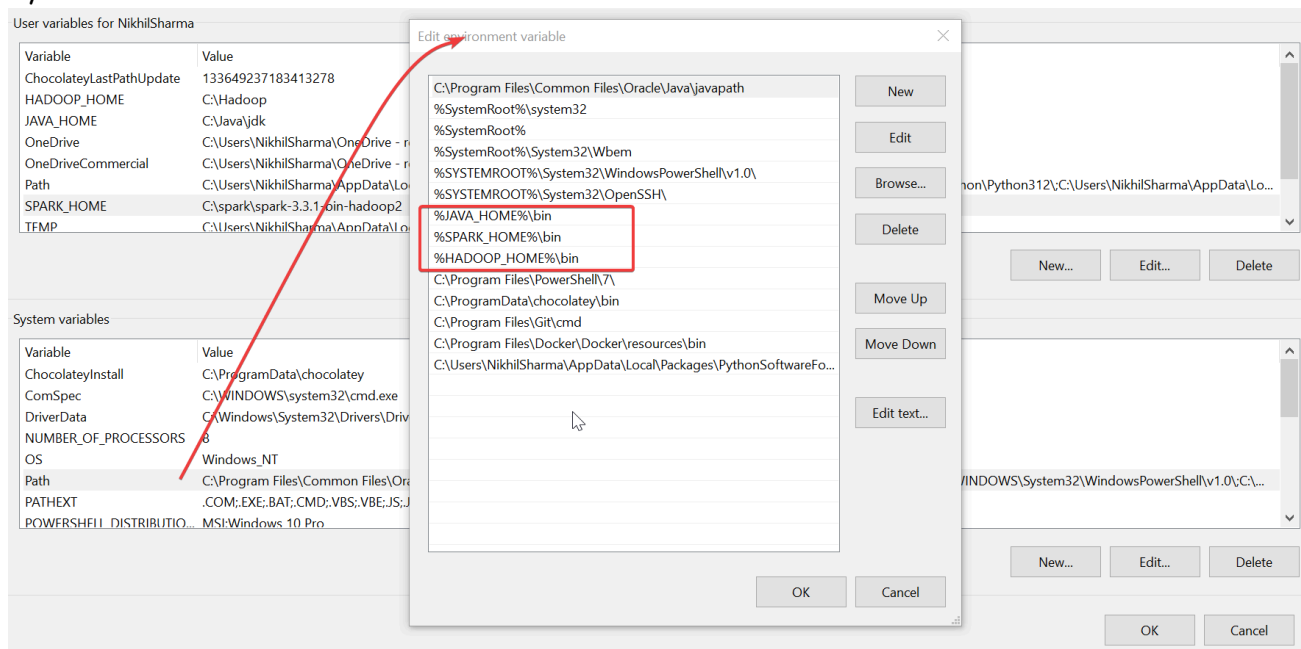 User variables for NikhilSharma
Variable Value
ChocolateyLastPathUpdate 133649237183413278
HADOOP_HOME C:\Hadoop
JAVA_HOME C:\Java\jdk
OneDrive C:\Users\NikhilSharma\OneDrive - r
OneDriveCommercial C:\Users\NikhilSharma\OneDrive - r
Path C:\Users\NikhilSharma\AppData\Lo
hon\Python312\;C:\Users\NikhilSharma\AppData\Lo...
SPARK_HOME C:\spark\spark-3.3.1-bin-hadoop2
TEMP C:\Users\NikhilSharma\AppData\Lo
New... Edit... Delete
System variables
Variable Value
ChocolateyInstall C:\ProgramData\chocolatey
ComSpec C:\WINDOWS\system32\cmd.exe
DriverData C:\Windows\System32\Drivers\Driv
NUMBER_OF_PROCESSORS 8
OS Windows_NT
Path C:\Program Files\Common Files\Ora
/INDOWS\System32\WindowsPowerShell\v1.0\;C:\...
PATHEXT .COM;.EXE;.BAT;.CMD;.VBS;.VBE;.JS;.J
POWERSHELL_DISTRIBUTIO... MSI:Windows 10 Pro
New... Edit... Delete
OK Cancel
Edit environment variable
C:\Program Files\Common Files\Oracle\Java\javapath
%SystemRoot%\system32
%SystemRoot%
%SystemRoot%\System32\Wbem
%SYSTEMROOT%\System32\WindowsPowerShell\v1.0\
%SYSTEMROOT%\System32\OpenSSH\
%JAVA_HOME%\bin
%SPARK_HOME%\bin
%HADOOP_HOME%\bin
C:\Program Files\PowerShell\7\
C:\ProgramData\chocolatey\bin
C:\Program Files\Git\cmd
C:\Program Files\Docker\Docker\resources\bin
C:\Users\NikhilSharma\AppData\Local\Packages\PythonSoftwareFo...
New
Edit
Browse...
Delete
Move Up
Move Down
Edit text...
OK Cancel